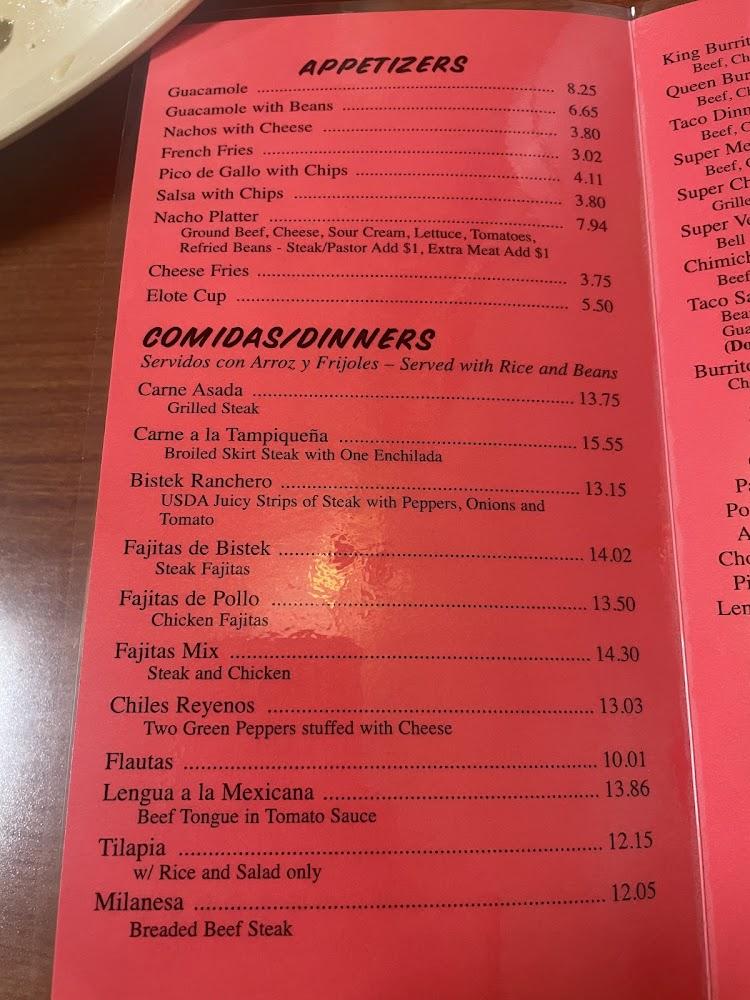 APPETIZERS
Guacamole ........ 8.25
Guacamole with Beans ........ 6.65
Nachos with Cheese ........ 3.80
French Fries ........ 3.02
Pico de Gallo with Chips ........ 4.11
Salsa with Chips ........ 3.80
Nacho Platter ........ 7.94
Ground Beef, Cheese, Sour Cream, Lettuce, Tomatoes,
Refried Beans - Steak/Pastor Add $1, Extra Meat Add $1
Cheese Fries ........ 3.75
Elote Cup ........ 5.50
COMIDAS/DINNERS
Servidos con Arroz y Frijoles – Served with Rice and Beans
Carne Asada ........ 13.75
Grilled Steak
Carne a la Tampiqueña ........ 15.55
Broiled Skirt Steak with One Enchilada
Bistek Ranchero ........ 13.15
USDA Juicy Strips of Steak with Peppers, Onions and
Tomato
Fajitas de Bistek ........ 14.02
Steak Fajitas
Fajitas de Pollo ........ 13.50
Chicken Fajitas
Fajitas Mix ........ 14.30
Steak and Chicken
Chiles Reyenos ........ 13.03
Two Green Peppers stuffed with Cheese
Flautas ........ 10.01
Lengua a la Mexicana ........ 13.86
Beef Tongue in Tomato Sauce
Tilapia ........ 12.15
w/ Rice and Salad only
Milanesa ........ 12.05
Breaded Beef Steak
King
Beef,
Queen
Beef,
Taco
Beef,
Super
Beef,
Super
Super
Bell
Taco